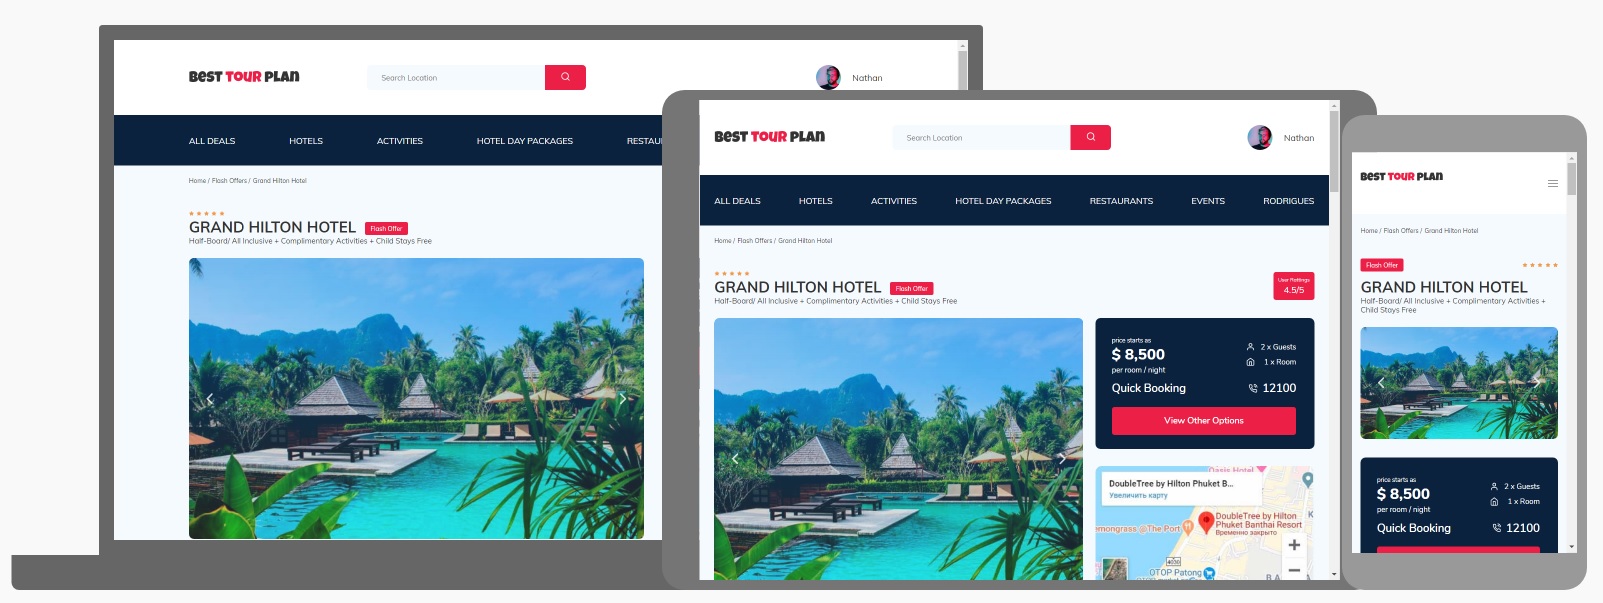 BEST TOUR PLAN
Search Location
Nathan
ALL DEALS HOTELS ACTIVITIES HOTEL DAY PACKAGES RESTAU
Home / Flash Offers / Grand Hilton Hotel
GRAND HILTON HOTEL Flash Offer
Half-Board/ All Inclusive + Complimentary Activities + Child Stays Free
BEST TOUR PLAN
Search Location
Nathan
ALL DEALS HOTELS ACTIVITIES HOTEL DAY PACKAGES RESTAURANTS EVENTS RODRIGUES
Home / Flash Offers / Grand Hilton Hotel
GRAND HILTON HOTEL Flash Offer
Half-Board/ All Inclusive + Complimentary Activities + Child Stays Free
User Rattings
4.5/5
price starts as
$ 8,500
per room / night
2 x Guests
1 x Room
Quick Booking
12100
View Other Options
Oasis Hotel
DoubleTree by Hilton Phuket B...
Увеличить карту
emongrass @The Port
DoubleTree by Hilton
Phuket Banthai Resort
Временно закрыто
4030
OTOP Patong
BEST TOUR PLAN
Home / Flash Offers / Grand Hilton Hotel
Flash Offer
GRAND HILTON HOTEL
Half-Board/ All Inclusive + Complimentary Activities +
Child Stays Free
price starts as
$ 8,500
per room / night
2 x Guests
1 x Room
Quick Booking
12100